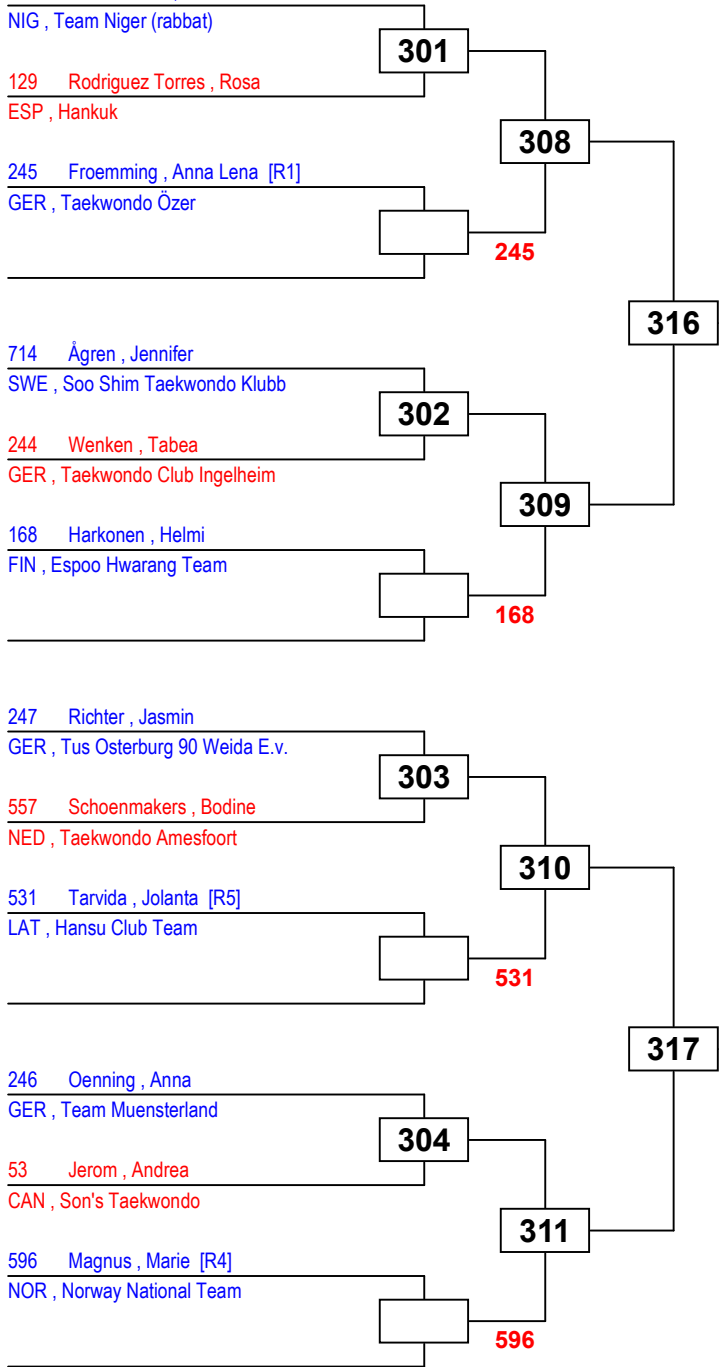 NIG , Team Niger (rabbat)
301
129 Rodriguez Torres , Rosa
ESP , Hankuk
308
245 Froemming , Anna Lena [R1]
GER , Taekwondo Özer
245
316
714 Ågren , Jennifer
SWE , Soo Shim Taekwondo Klubb
302
244 Wenken , Tabea
GER , Taekwondo Club Ingelheim
309
168 Harkonen , Helmi
FIN , Espoo Hwarang Team
168
247 Richter , Jasmin
GER , Tus Osterburg 90 Weida E.v.
303
557 Schoenmakers , Bodine
NED , Taekwondo Amesfoort
310
531 Tarvida , Jolanta [R5]
LAT , Hansu Club Team
531
317
246 Oenning , Anna
GER , Team Muensterland
304
53 Jerom , Andrea
CAN , Son's Taekwondo
311
596 Magnus , Marie [R4]
NOR , Norway National Team
596